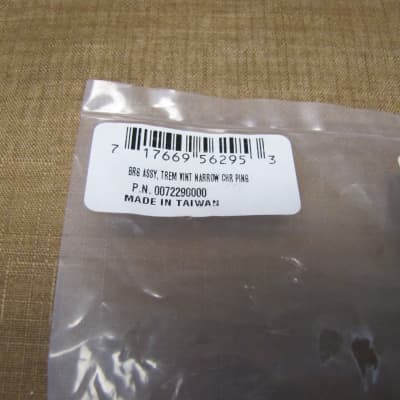 7 17669 56295 3
BRG ASSY, TREM VINT NARROW CHR PING
P.N. 0072290000
MADE IN TAIWAN